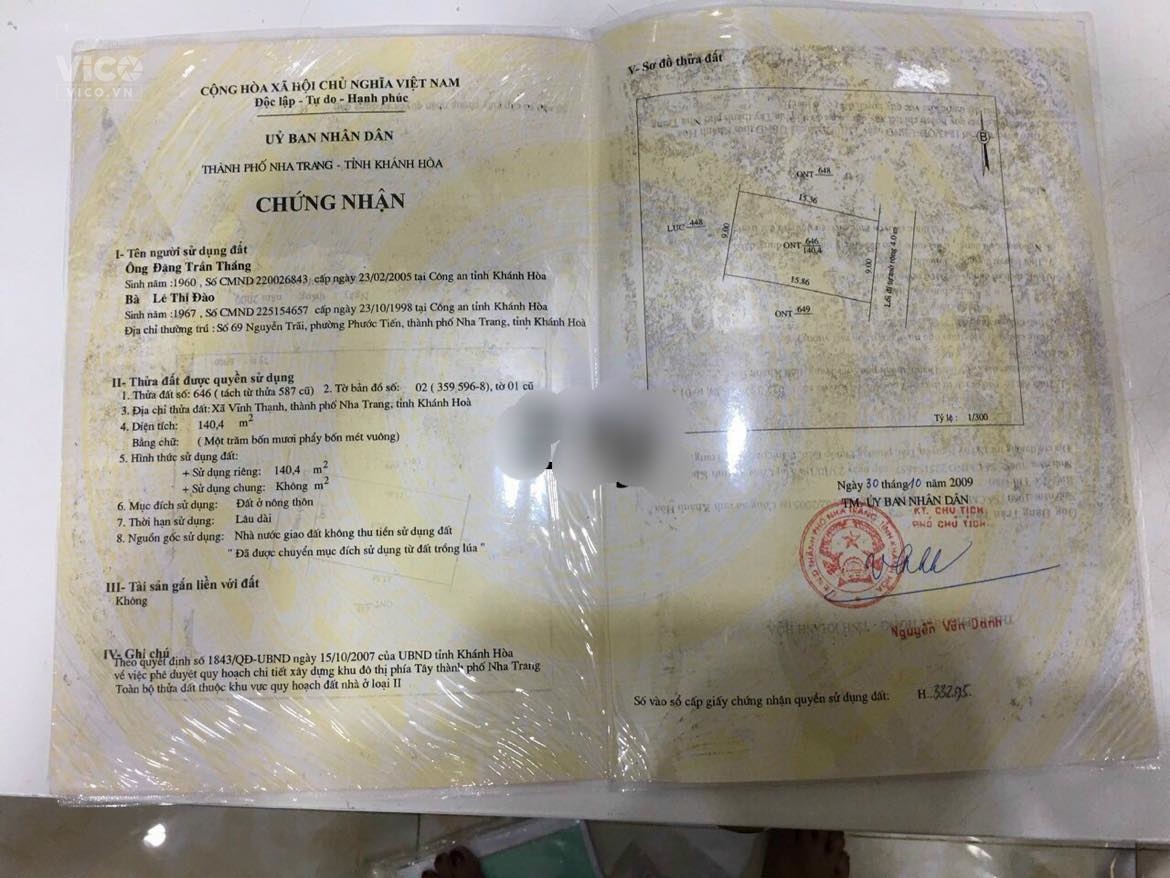 VICO
VICO.VN
CỘNG HÒA XÃ HỘI CHỦ NGHĨA VIỆT NAM
Độc lập - Tự do - Hạnh phúc
UỶ BAN NHÂN DÂN
THÀNH PHỐ NHA TRANG - TỈNH KHÁNH HÒA
CHỨNG NHẬN
I- Tên người sử dụng đất
Ông Đặng Trân Thắng
Sinh năm :1960 , Số CMND 220026843 cấp ngày 23/02/2005 tại Công an tỉnh Khánh Hòa
Bà Lê Thị Đào
Sinh năm :1967 , Số CMND 225154657 cấp ngày 23/10/1998 tại Công an tỉnh Khánh Hòa
Địa chỉ thường trú : Số 69 Nguyễn Trãi, phường Phước Tiến, thành phố Nha Trang, tỉnh Khánh Hoà
II- Thửa đất được quyền sử dụng
1. Thửa đất số: 646 ( tách từ thửa 587 cũ) 2. Tờ bản đồ số: 02 ( 359 596-8), tờ 01 cũ
3. Địa chỉ thửa đất: Xã Vĩnh Thạnh, thành phố Nha Trang, tỉnh Khánh Hoà
4. Diện tích: 140,4 m2
Bằng chữ: ( Một trăm bốn mươi phẩy bốn mét vuông)
5. Hình thức sử dụng đất:
+ Sử dụng riêng: 140,4 m2
+ Sử dụng chung: Không m2
6. Mục đích sử dụng: Đất ở nông thôn
7. Thời hạn sử dụng: Lâu dài
8. Nguồn gốc sử dụng: Nhà nước giao đất không thu tiền sử dụng đất
" Đã được chuyển mục đích sử dụng từ đất trồng lúa "
III- Tài sản gắn liền với đất
Không
IV- Ghi chú
Theo quyết định số 1843/QĐ-UBND ngày 15/10/2007 của UBND tỉnh Khánh Hòa
về việc phê duyệt quy hoạch chi tiết xây dựng khu đô thị phía Tây thành phố Nha Trang
Toàn bộ thửa đất thuộc khu vực quy hoạch đất nhà ở loại II
V- Sơ đồ thửa đất
B
ONT 648
15.36
LUC 448
9.00
ONT 646
140,4
9.00
Lối đi tự mở rộng 4.0 m
15.86
ONT 649
Tỷ lệ : 1/300
Ngày 30 tháng 10 năm 2009
TM. ỦY BAN NHÂN DÂN
KT. CHỦ TỊCH
PHÓ CHỦ TỊCH
Nguyễn Văn Danh
Số vào sổ cấp giấy chứng nhận quyền sử dụng đất: H